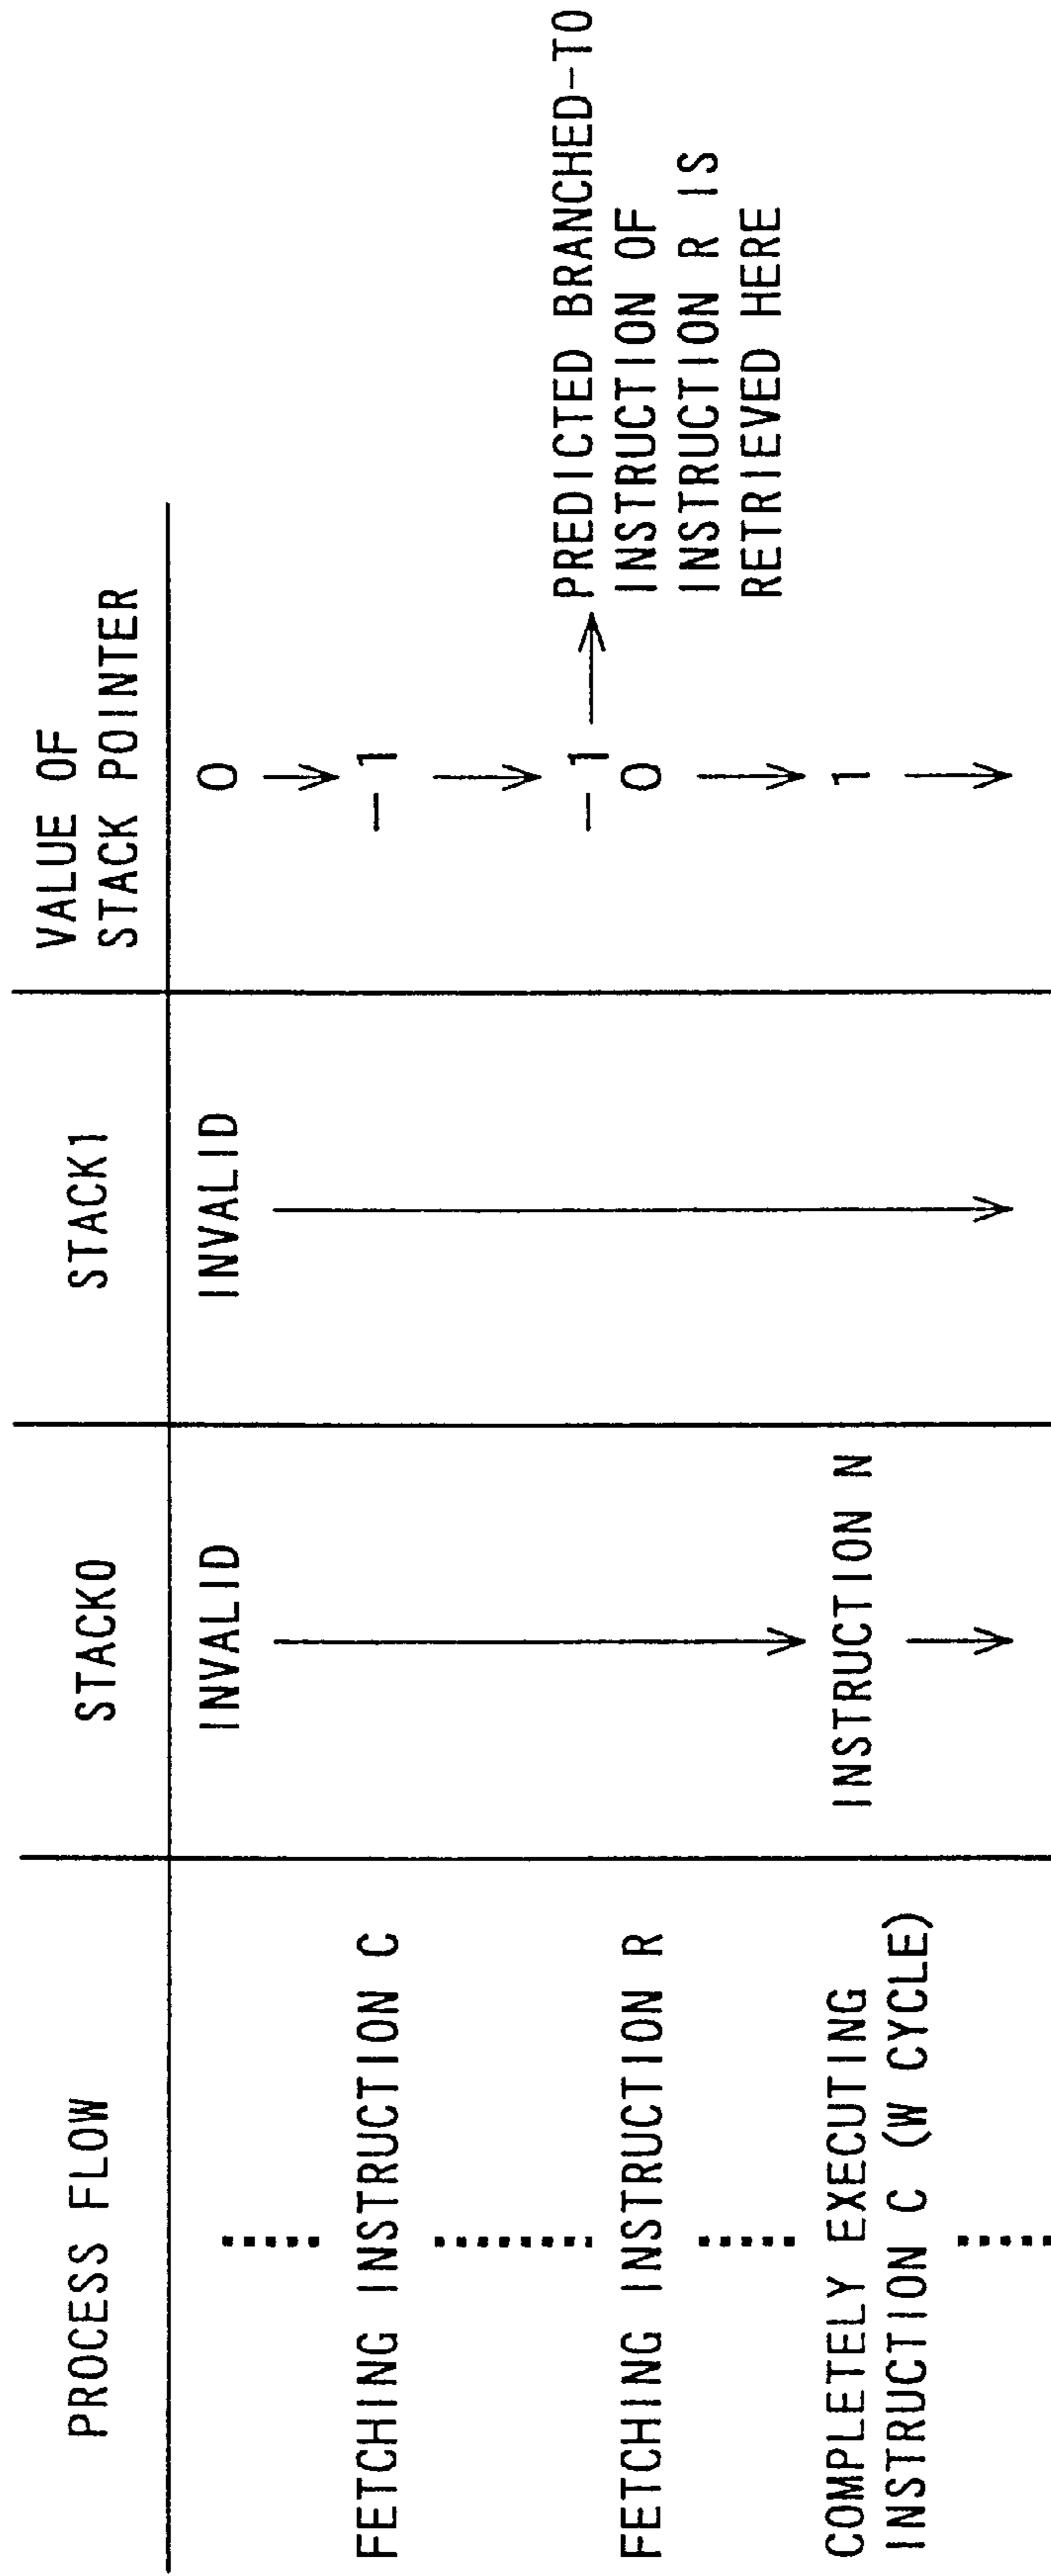 PROCESS FLOW
STACK0
STACK1
VALUE OF
STACK POINTER
INVALID
INVALID
0
FETCHING INSTRUCTION C
-1
-1
PREDICTED BRANCHED-TO
INSTRUCTION OF
INSTRUCTION R IS
RETRIEVED HERE
FETCHING INSTRUCTION R
0
COMPLETELY EXECUTING
INSTRUCTION C (W CYCLE)
INSTRUCTION N
1